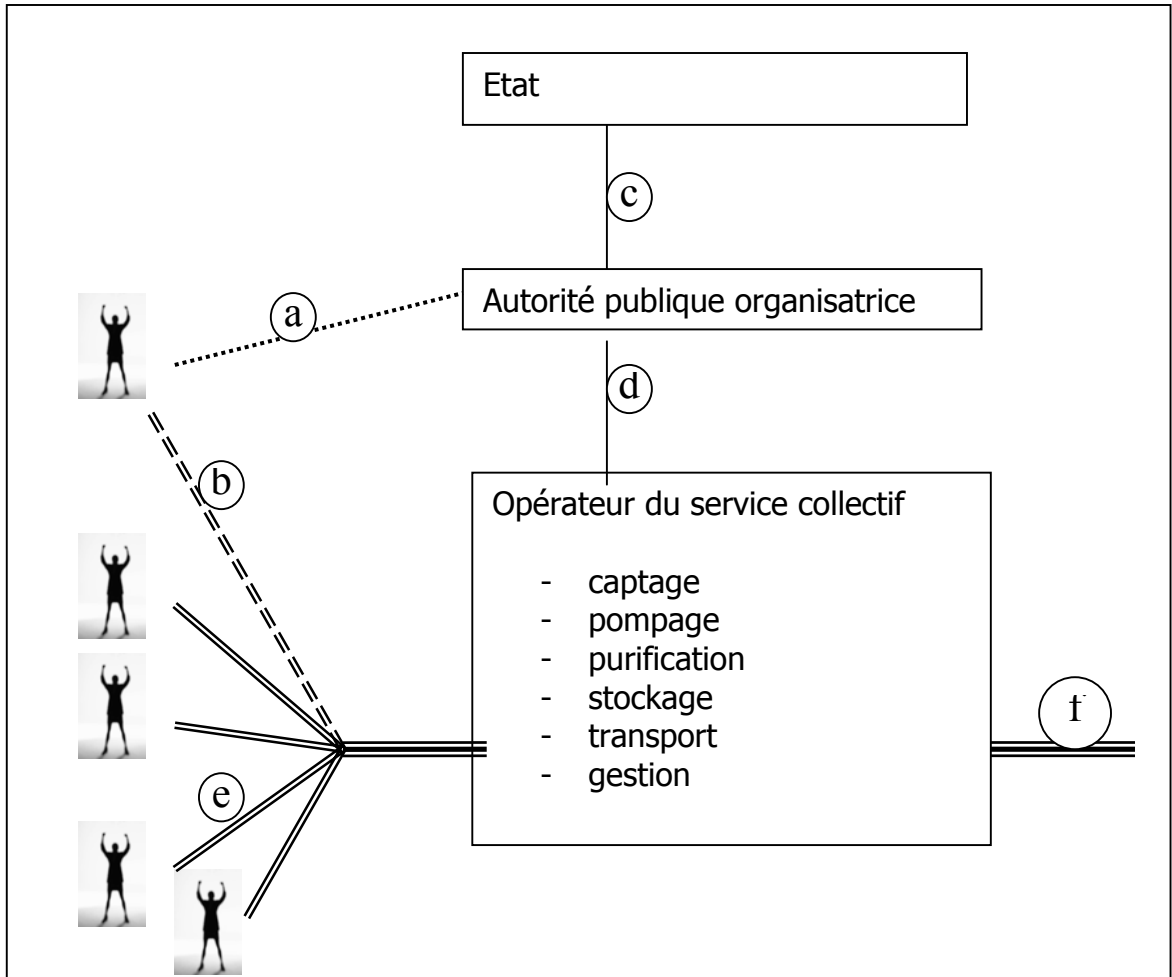 Etat
c
Autorité publique organisatrice
a
d
b
Opérateur du service collectif
- captage
- pompage
- purification
- stockage
- transport
- gestion
f
e